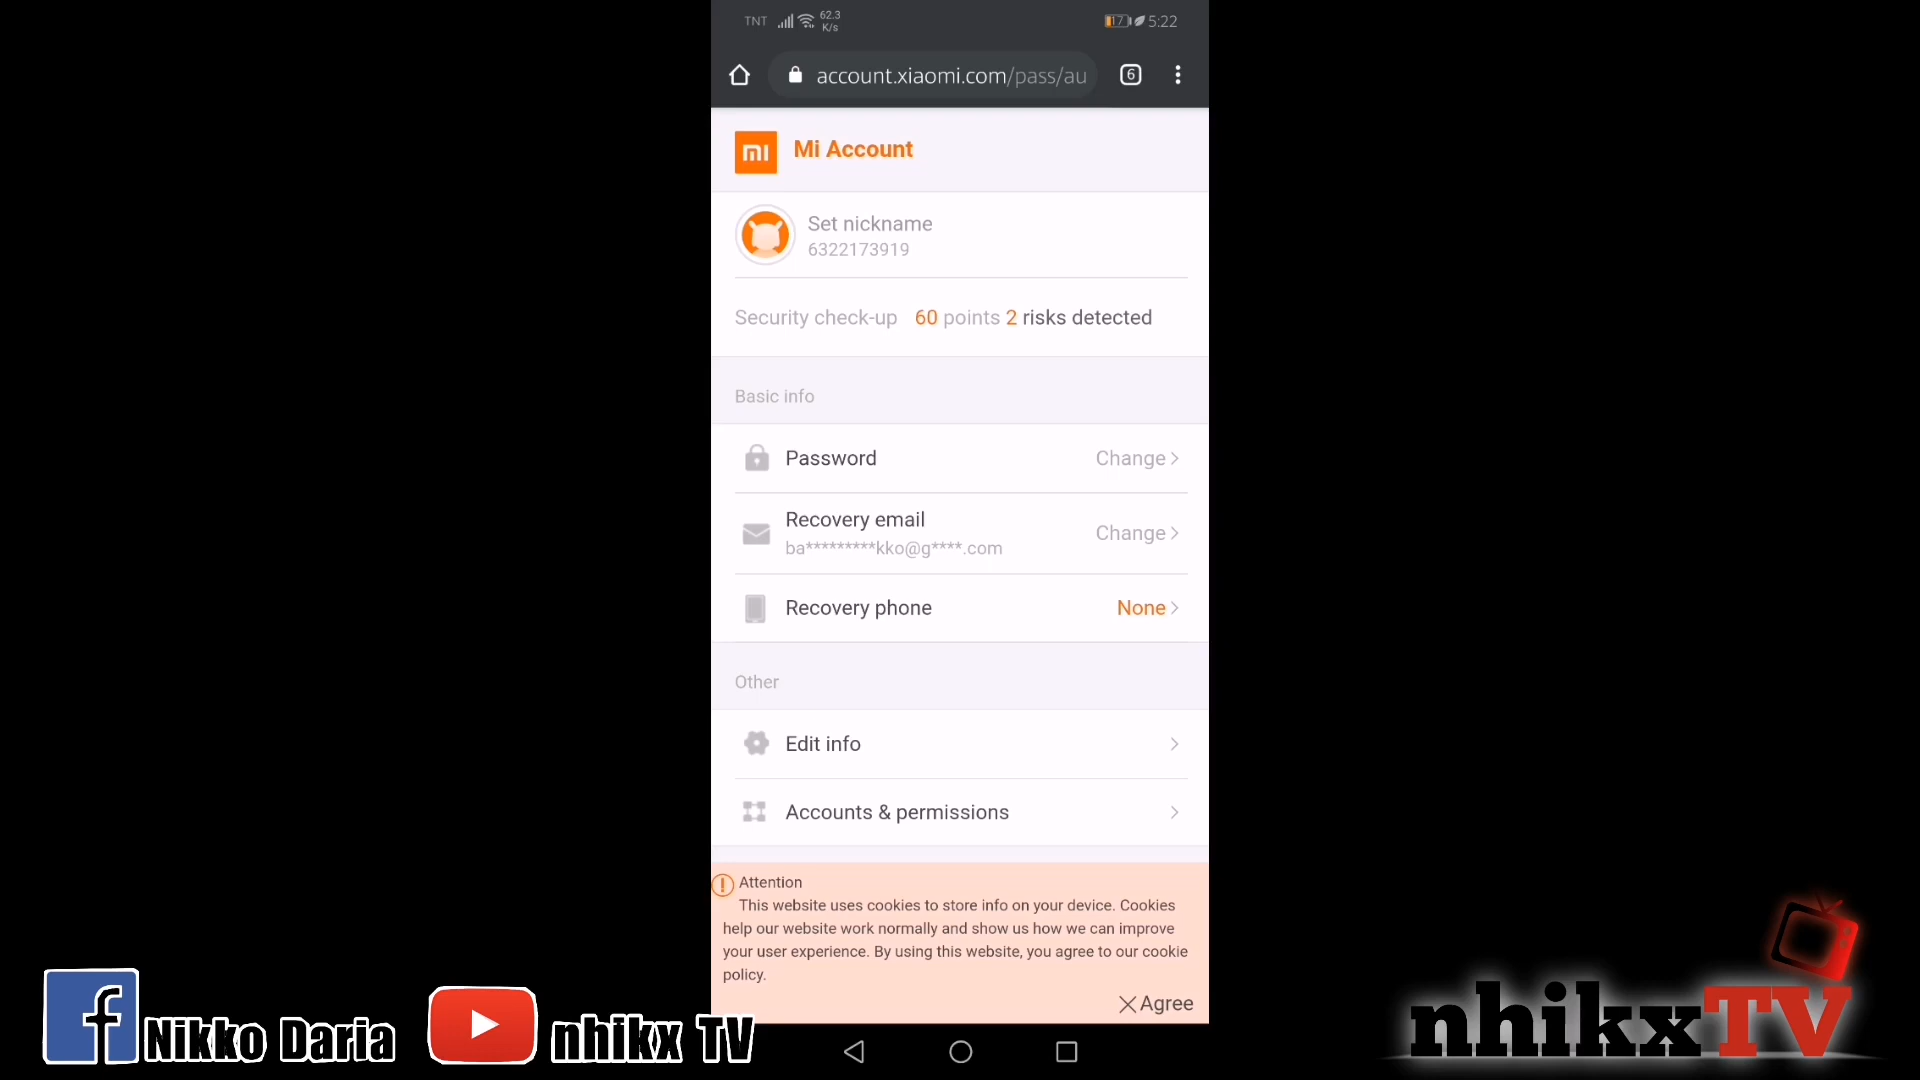 TNT 62.3 K/s 17 5:22
account.xiaomi.com/pass/au 6
mi Mi Account
Set nickname
6322173919
Security check-up 60 points 2 risks detected
Basic info
Password Change
Recovery email
ba*********kko@g****.com
Change
Recovery phone None
Other
Edit info
Accounts & permissions
Attention
This website uses cookies to store info on your device. Cookies
help our website work normally and show us how we can improve
your user experience. By using this website, you agree to our cookie
policy.
Agree
f Nikko Daria nhikx TV
nhikxTV